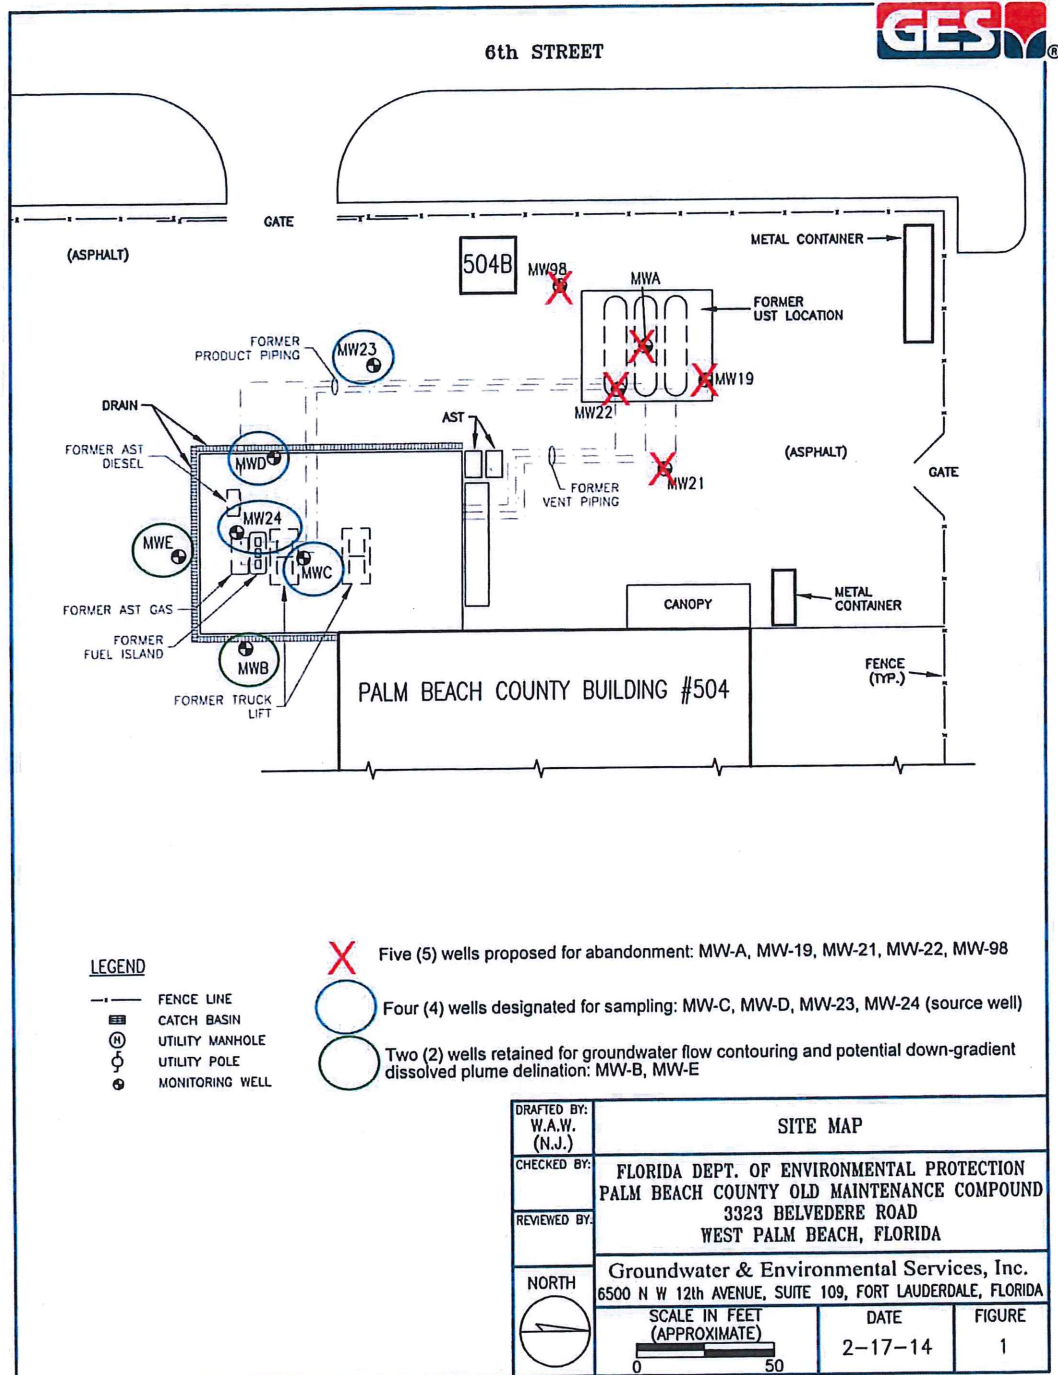 GES
®
6th STREET
GATE
(ASPHALT)
METAL CONTAINER
504B
MW98
MWA
FORMER
UST LOCATION
FORMER
PRODUCT PIPING
MW23
MW19
MW22
DRAIN
AST
FORMER AST
DIESEL
MWD
(ASPHALT)
GATE
MW21
FORMER
VENT PIPING
MW24
MWE
MWC
FORMER AST GAS
CANOPY
METAL
CONTAINER
FORMER
FUEL ISLAND
MWB
FENCE
(TYP.)
FORMER TRUCK
LIFT
PALM BEACH COUNTY BUILDING #504
LEGEND
FENCE LINE
CATCH BASIN
H
UTILITY MANHOLE
UTILITY POLE
MONITORING WELL
Five (5) wells proposed for abandonment: MW-A, MW-19, MW-21, MW-22, MW-98
Four (4) wells designated for sampling: MW-C, MW-D, MW-23, MW-24 (source well)
Two (2) wells retained for groundwater flow contouring and potential down-gradient
dissolved plume delination: MW-B, MW-E
DRAFTED BY:
W.A.W.
(N.J.)
CHECKED BY:
REVIEWED BY:
NORTH
SITE MAP
FLORIDA DEPT. OF ENVIRONMENTAL PROTECTION
PALM BEACH COUNTY OLD MAINTENANCE COMPOUND
3323 BELVEDERE ROAD
WEST PALM BEACH, FLORIDA
Groundwater & Environmental Services, Inc.
6500 N W 12th AVENUE, SUITE 109, FORT LAUDERDALE, FLORIDA
SCALE IN FEET
(APPROXIMATE)
0 50
DATE
2-17-14
FIGURE
1